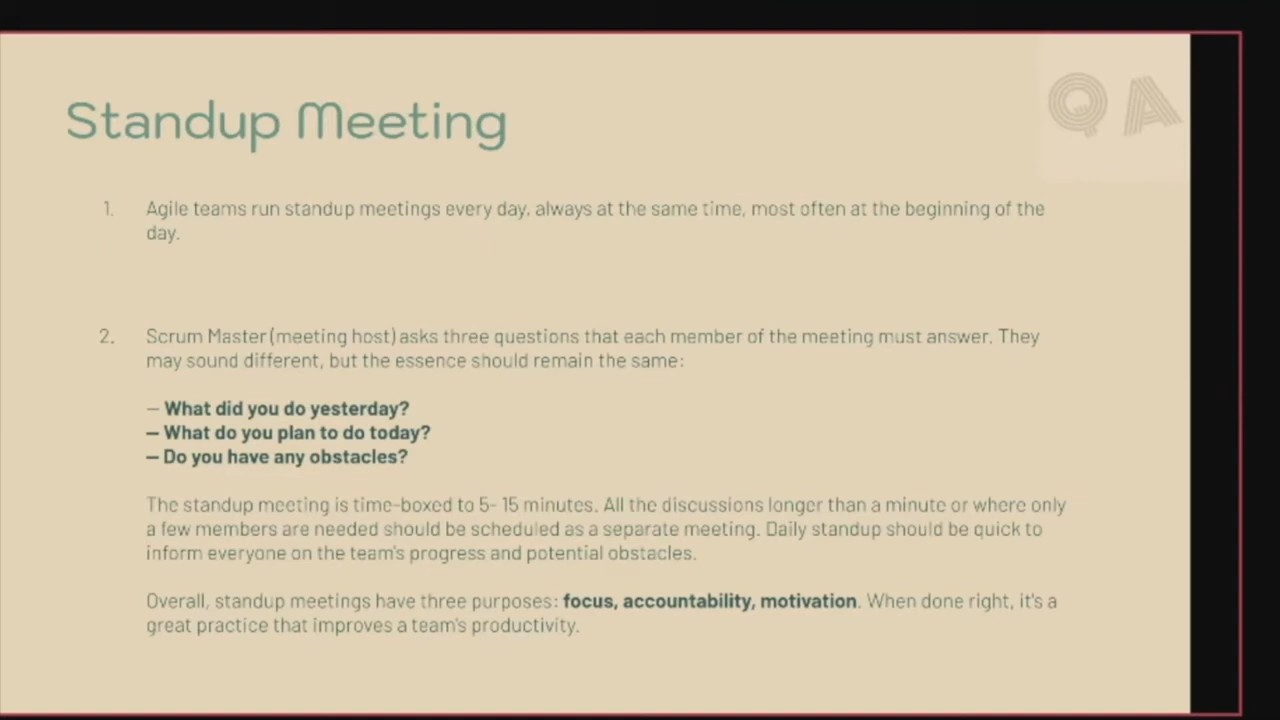 Standup Meeting
QA
1. Agile teams run standup meetings every day, always at the same time, most often at the beginning of the
day.
2. Scrum Master (meeting host) asks three questions that each member of the meeting must answer. They
may sound different, but the essence should remain the same:
— What did you do yesterday?
— What do you plan to do today?
— Do you have any obstacles?
The standup meeting is time-boxed to 5- 15 minutes. All the discussions longer than a minute or where only
a few members are needed should be scheduled as a separate meeting. Daily standup should be quick to
inform everyone on the team's progress and potential obstacles.
Overall, standup meetings have three purposes: focus, accountability, motivation. When done right, it's a
great practice that improves a team's productivity.